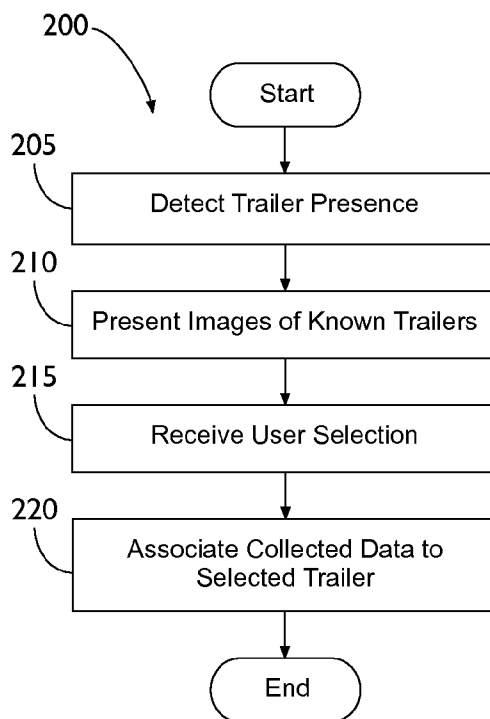 200
Start
205
Detect Trailer Presence
210
Present Images of Known Trailers
215
Receive User Selection
220
Associate Collected Data to
Selected Trailer
End